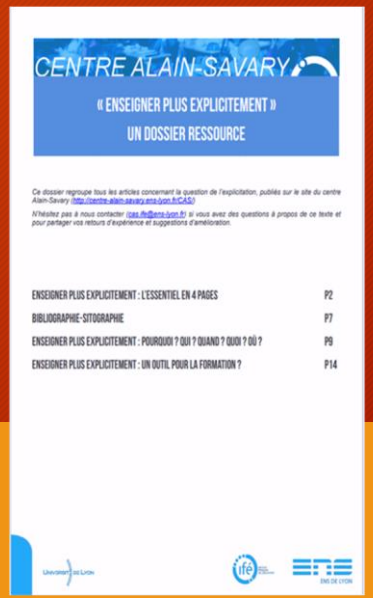 CENTRE ALAIN-SAVARY
« ENSEIGNER PLUS EXPLICITEMENT »
UN DOSSIER RESSOURCE
Ce dossier regroupe tous les articles concernant la question de l'explicitation, publiés sur le site du centre
Alain-Savary (http://centre-alain-savary.ens-lyon.fr/CAS/)
N'hésitez pas à nous contacter (cas.ife@ens-lyon.fr) si vous avez des questions à propos de ce texte et
pour partager vos retours d'expérience et suggestions d'amélioration.
ENSEIGNER PLUS EXPLICITEMENT : L'ESSENTIEL EN 4 PAGES P2
BIBLIOGRAPHIE-SITOGRAPHIE P7
ENSEIGNER PLUS EXPLICITEMENT : POURQUOI ? QUI ? QUAND ? QUOI ? OÙ ? P9
ENSEIGNER PLUS EXPLICITEMENT : UN OUTIL POUR LA FORMATION ? P14
UNIVERSITÉ DE LYON
ifé
ENS
ENS DE LYON